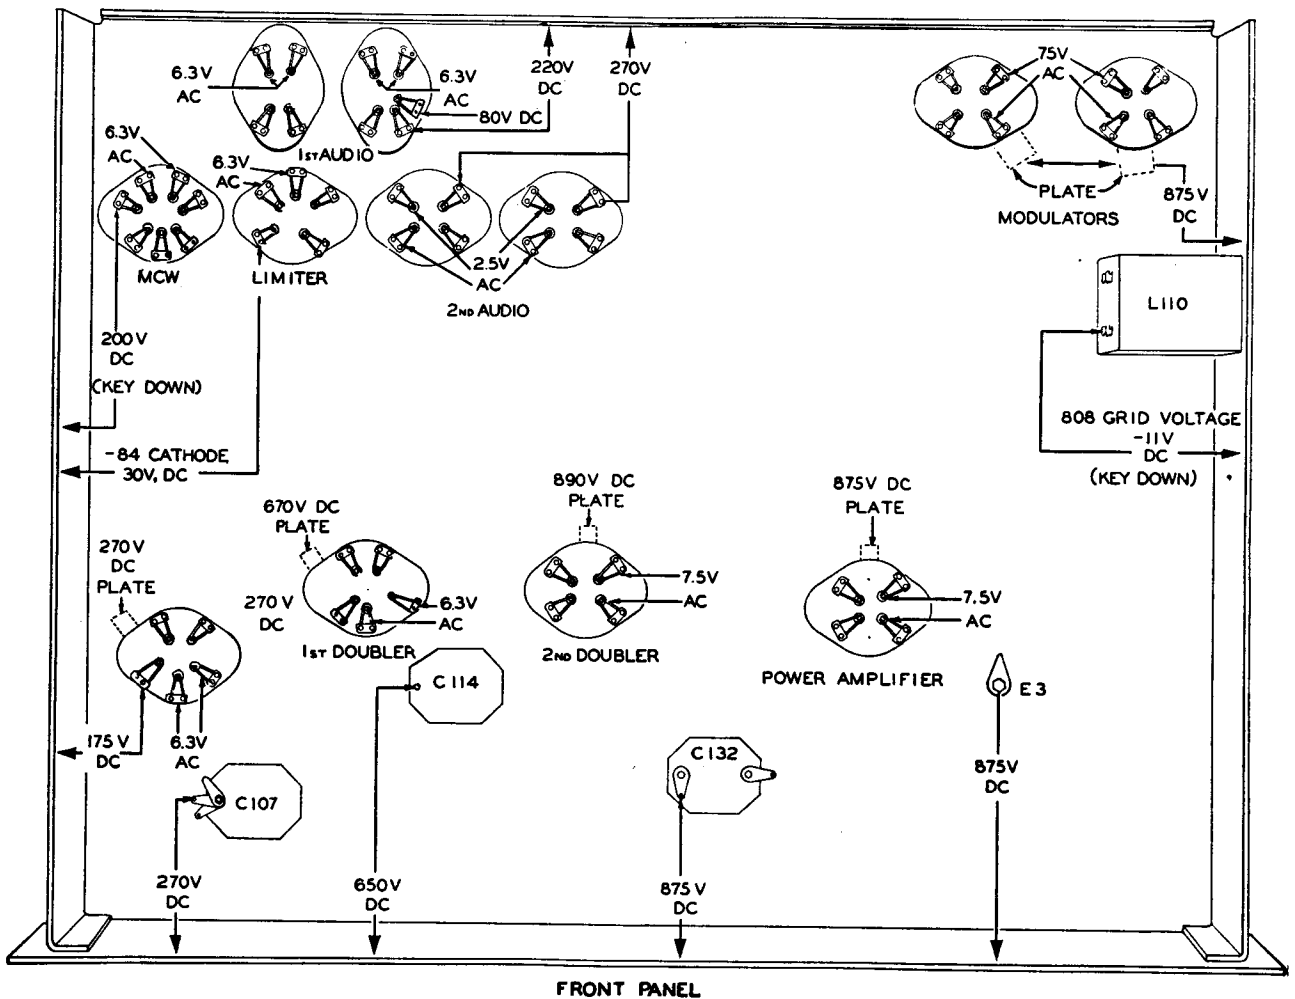 6.3V
AC
6.3V
AC
80V DC
220V
DC
270V
DC
75V
AC
1ST AUDIO
6.3V
AC
6.3V
AC
MCW
LIMITER
2.5V
AC
2ND AUDIO
PLATE
MODULATORS
875V
DC
L110
200V
DC
(KEY DOWN)
808 GRID VOLTAGE
-11V
DC
(KEY DOWN)
-84 CATHODE
30V, DC
670V DC
PLATE
890V DC
PLATE
875V DC
PLATE
270V
DC
PLATE
270V
DC
6.3V
AC
1ST DOUBLER
7.5V
AC
2ND DOUBLER
7.5V
AC
POWER AMPLIFIER
C114
E3
175V
DC
6.3V
AC
C132
875V
DC
C107
270V
DC
650V
DC
875V
DC
FRONT PANEL